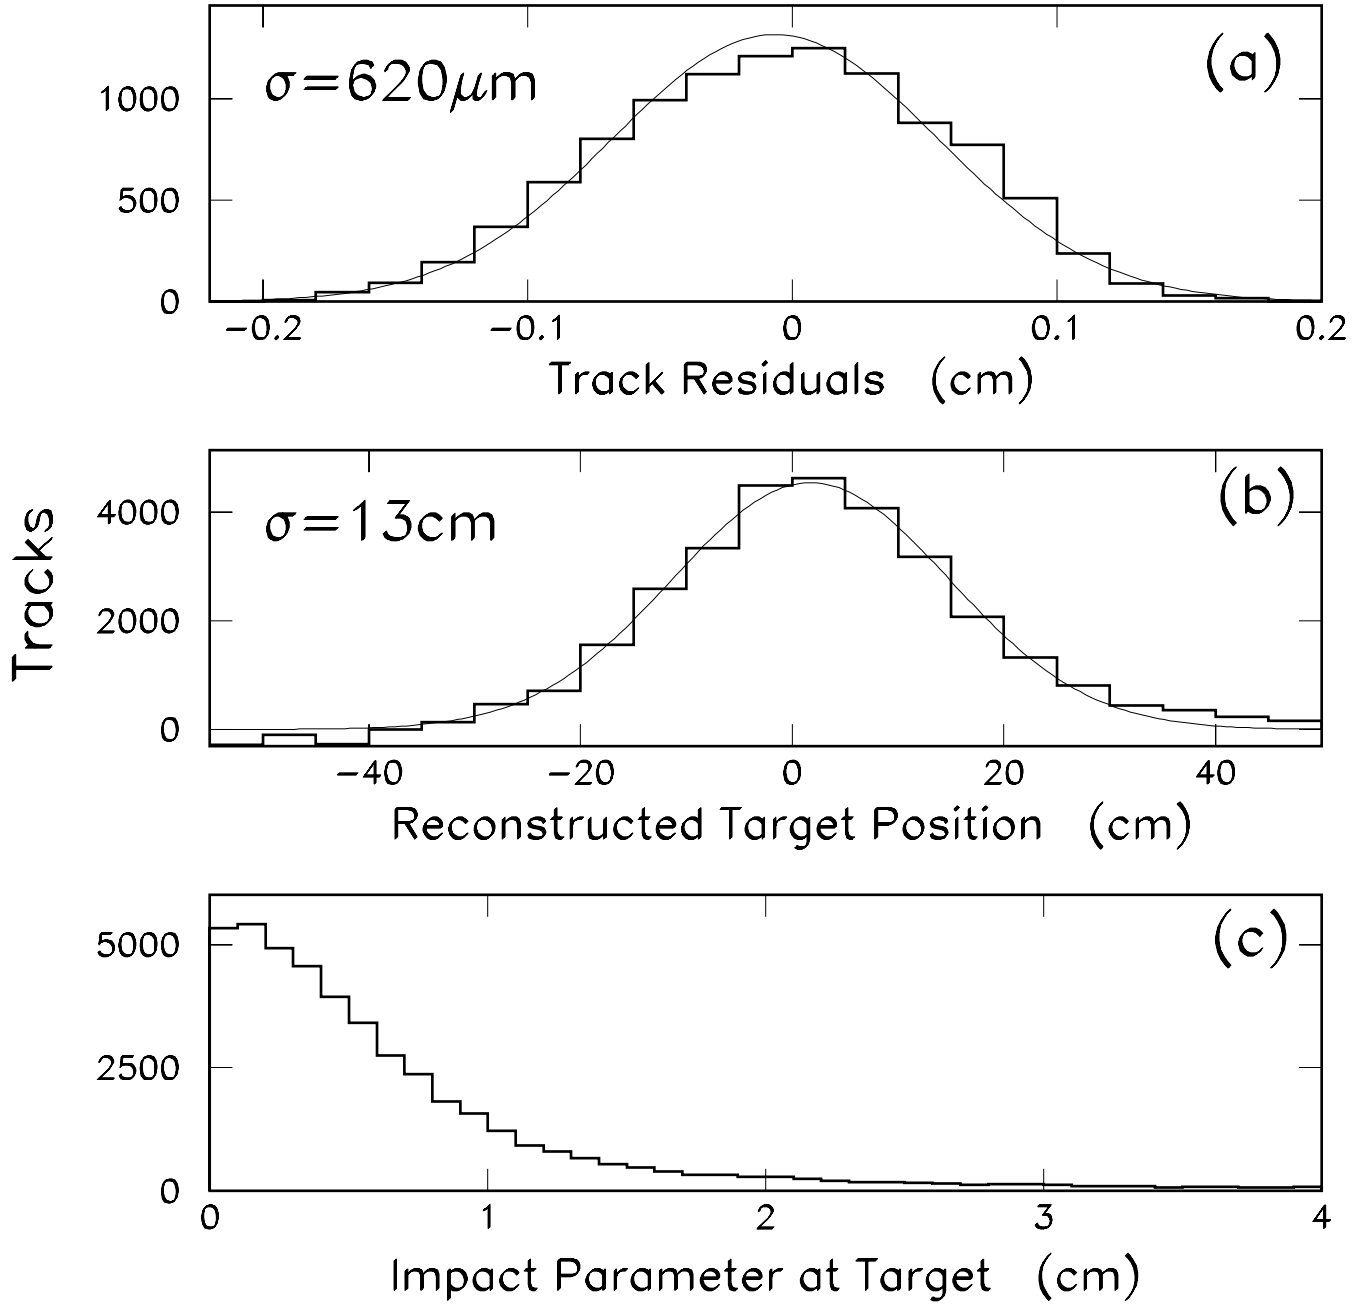 σ=620μm
(a)
1000
500
0
−0.2 −0.1 0 0.1 0.2
Track Residuals (cm)
Tracks
σ=13cm
(b)
4000
2000
0
−40 −20 0 20 40
Reconstructed Target Position (cm)
(c)
5000
2500
0
0 1 2 3 4
Impact Parameter at Target (cm)